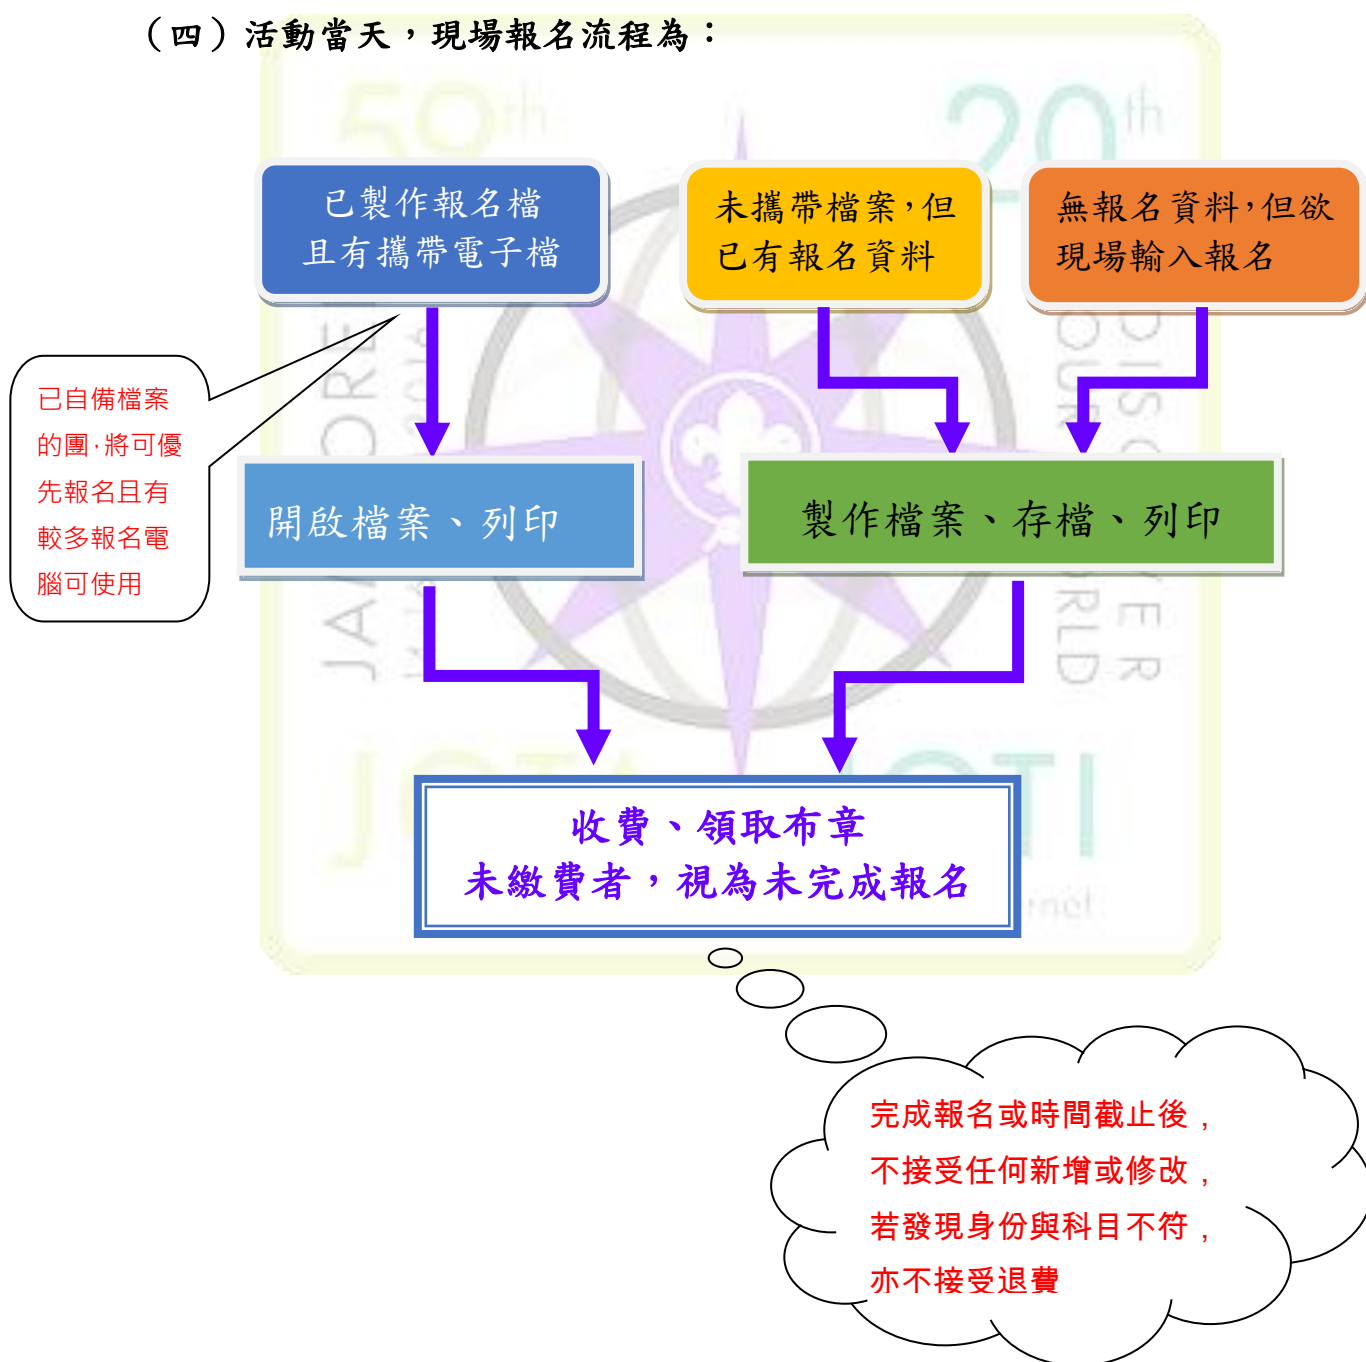 （四）活動當天，現場報名流程為：
59th
20th
已製作報名檔
且有攜帶電子檔
未攜帶檔案，但
已有報名資料
無報名資料，但欲
現場輸入報名
已自備檔案
的團，將可優
先報名且有
較多報名電
腦可使用
開啟檔案、列印
製作檔案、存檔、列印
收費、領取布章
未繳費者，視為未完成報名
完成報名或時間截止後，
不接受任何新增或修改，
若發現身份與科目不符，
亦不接受退費